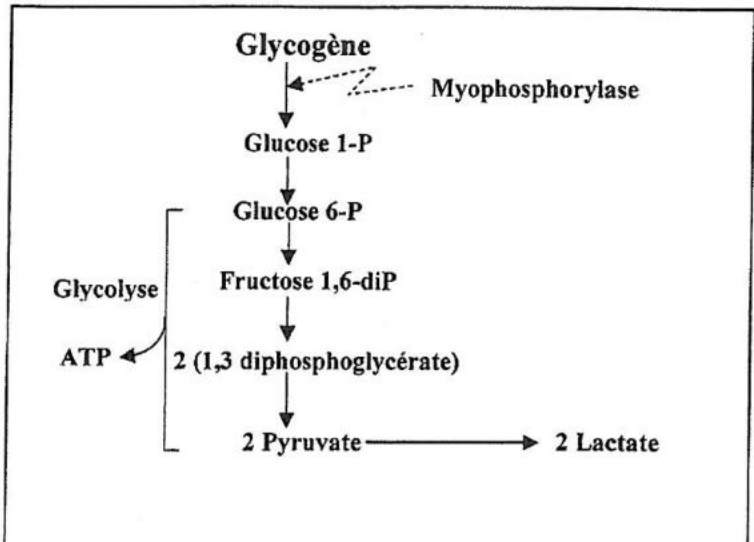 Glycogène
Myophosphorylase
Glucose 1-P
Glucose 6-P
Glycolyse
Fructose 1,6-diP
ATP
2 (1,3 diphosphoglycérate)
2 Pyruvate
2 Lactate